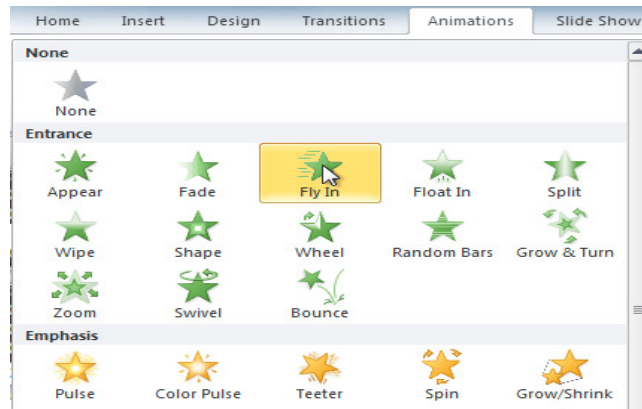 Home Insert Design Transitions Animations Slide Show
None
None
Entrance
Appear Fade Fly In Float In Split
Wipe Shape Wheel Random Bars Grow & Turn
Zoom Swivel Bounce
Emphasis
Pulse Color Pulse Teeter Spin Grow/Shrink